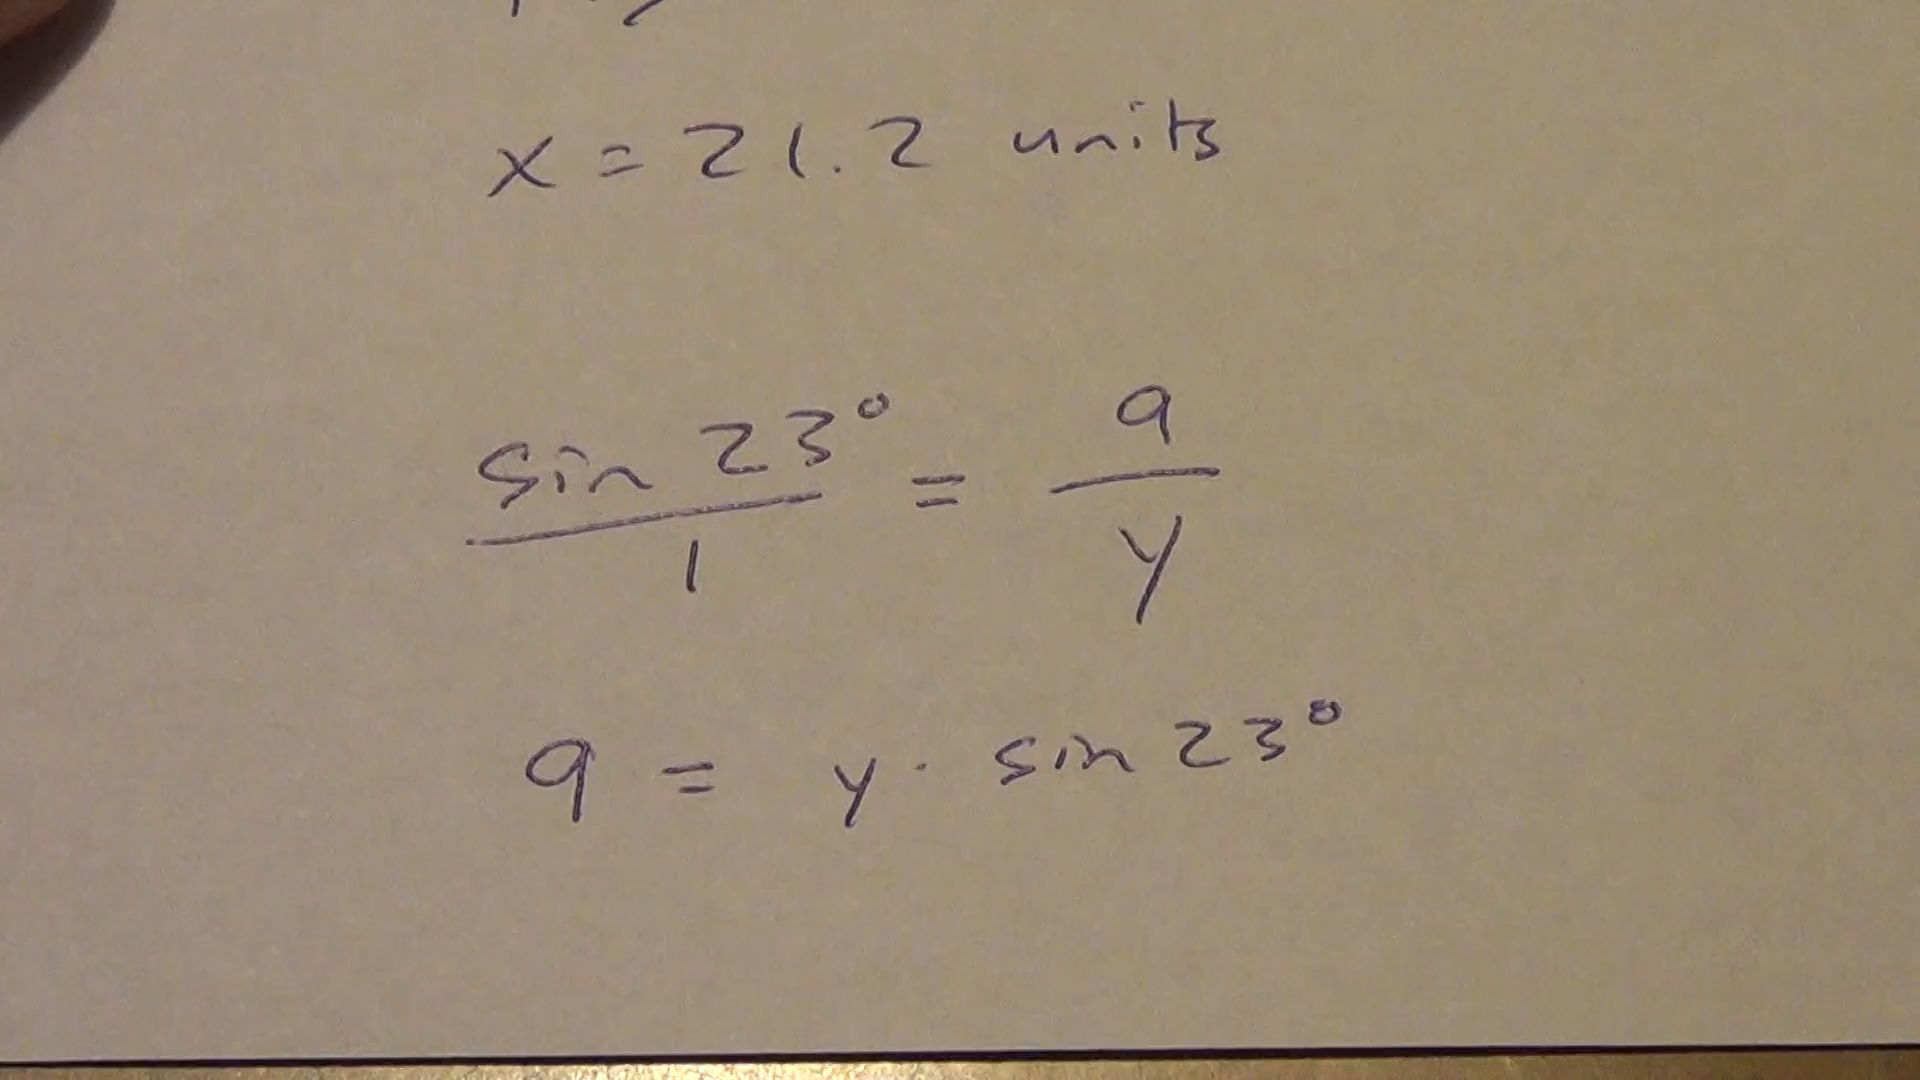 x = 21.2 units
sin 23° / 1 = 9 / y
9 = y · sin 23°